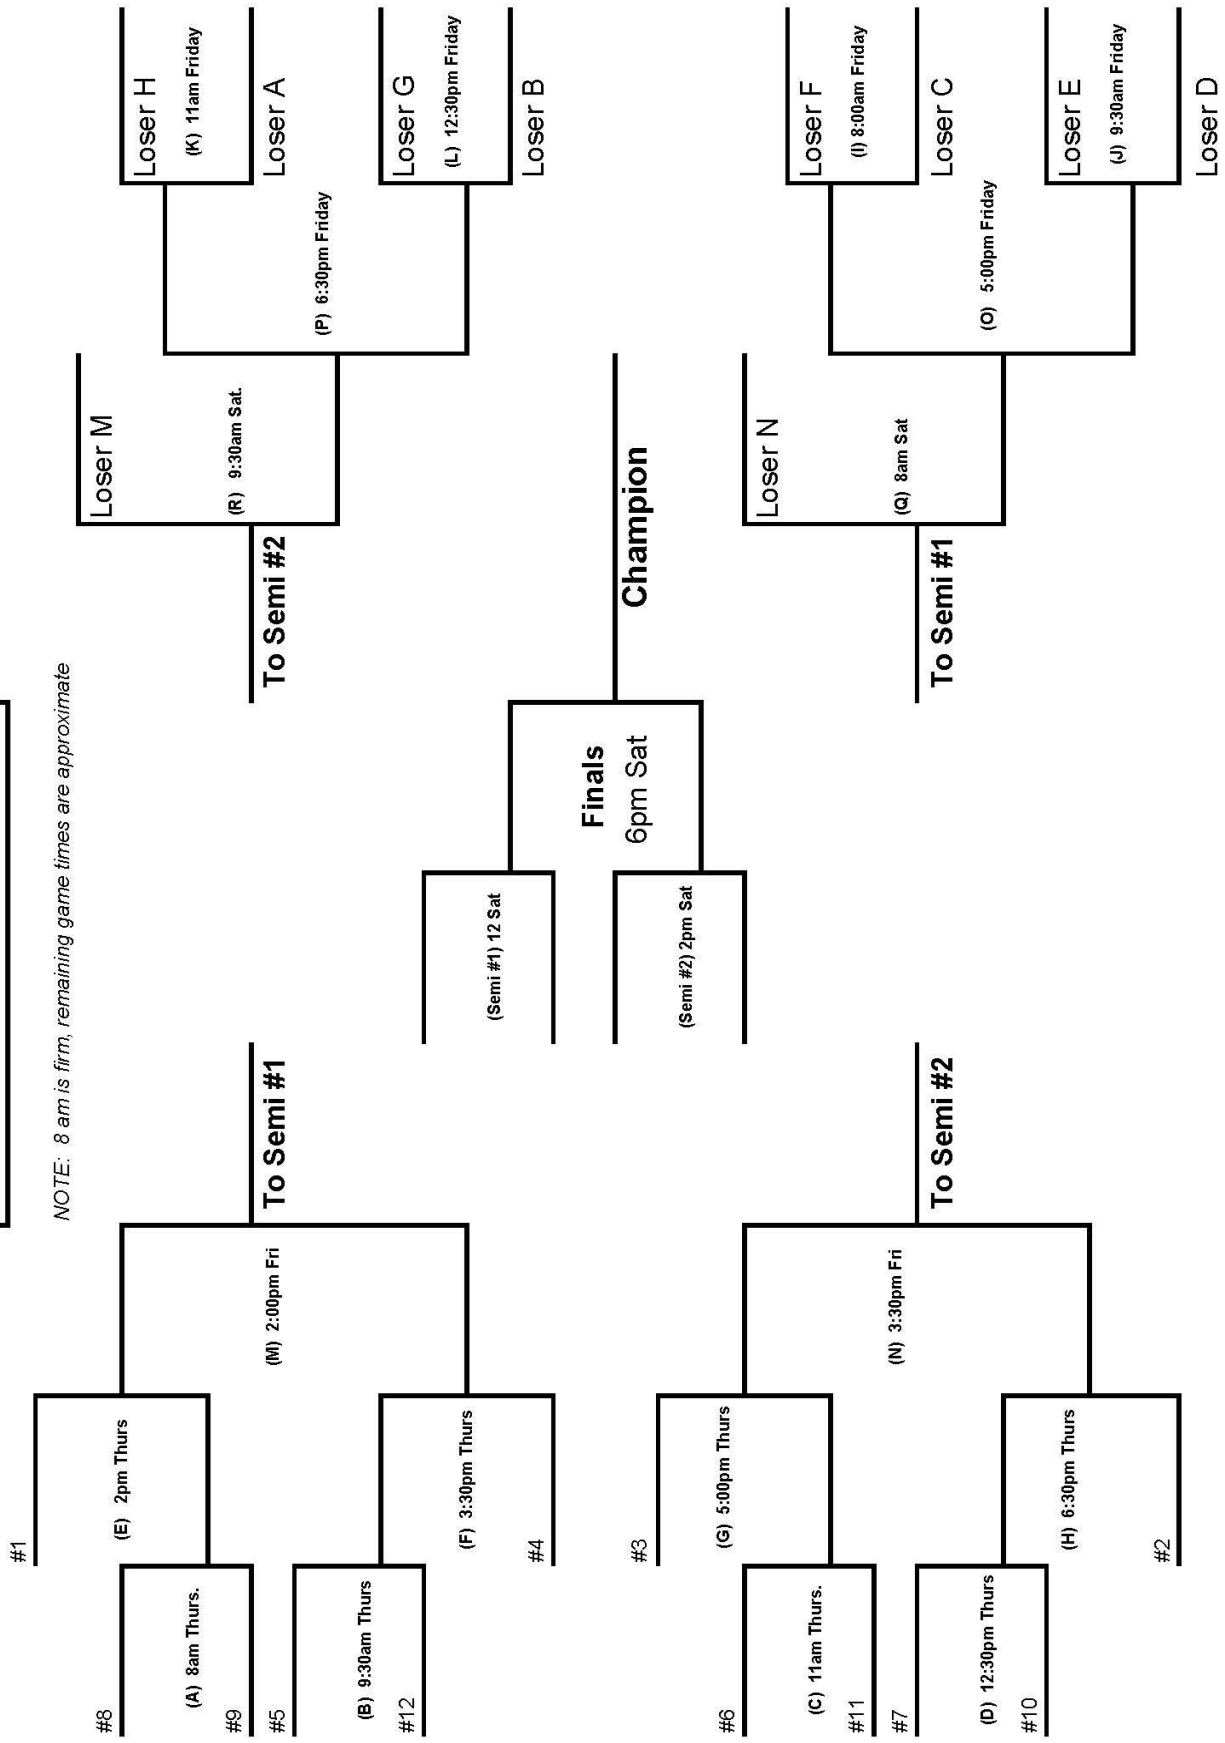 NOTE: 8 am is firm, remaining game times are approximate
#1
(E) 2pm Thurs
#8
(A) 8am Thurs.
#9
#5
(B) 9:30am Thurs
#12
(F) 3:30pm Thurs
#4
(M) 2:00pm Fri
To Semi #1
#3
(G) 5:00pm Thurs
#6
(C) 11am Thurs.
#11
#7
(D) 12:30pm Thurs
#10
(H) 6:30pm Thurs
#2
(N) 3:30pm Fri
To Semi #2
(Semi #1) 12 Sat
(Semi #2) 2pm Sat
Finals
6pm Sat
Champion
To Semi #2
Loser M
(R) 9:30am Sat.
(P) 6:30pm Friday
Loser H
(K) 11am Friday
Loser A
Loser G
(L) 12:30pm Friday
Loser B
To Semi #1
Loser N
(Q) 8am Sat
(O) 5:00pm Friday
Loser F
(I) 8:00am Friday
Loser C
Loser E
(J) 9:30am Friday
Loser D